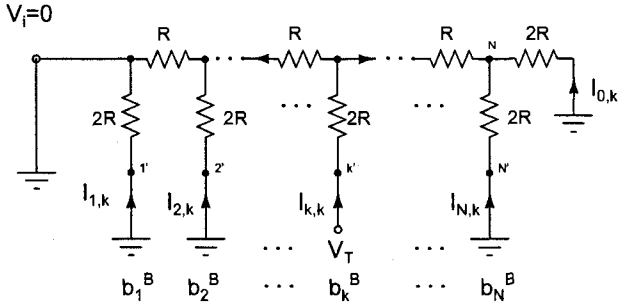 V_i=0
R R R N 2R
2R 2R 2R 2R I_{0,k}
1' 2' k' N'
I_{1,k} I_{2,k} I_{k,k} I_{N,k}
V_T
b_1^B b_2^B b_k^B b_N^B